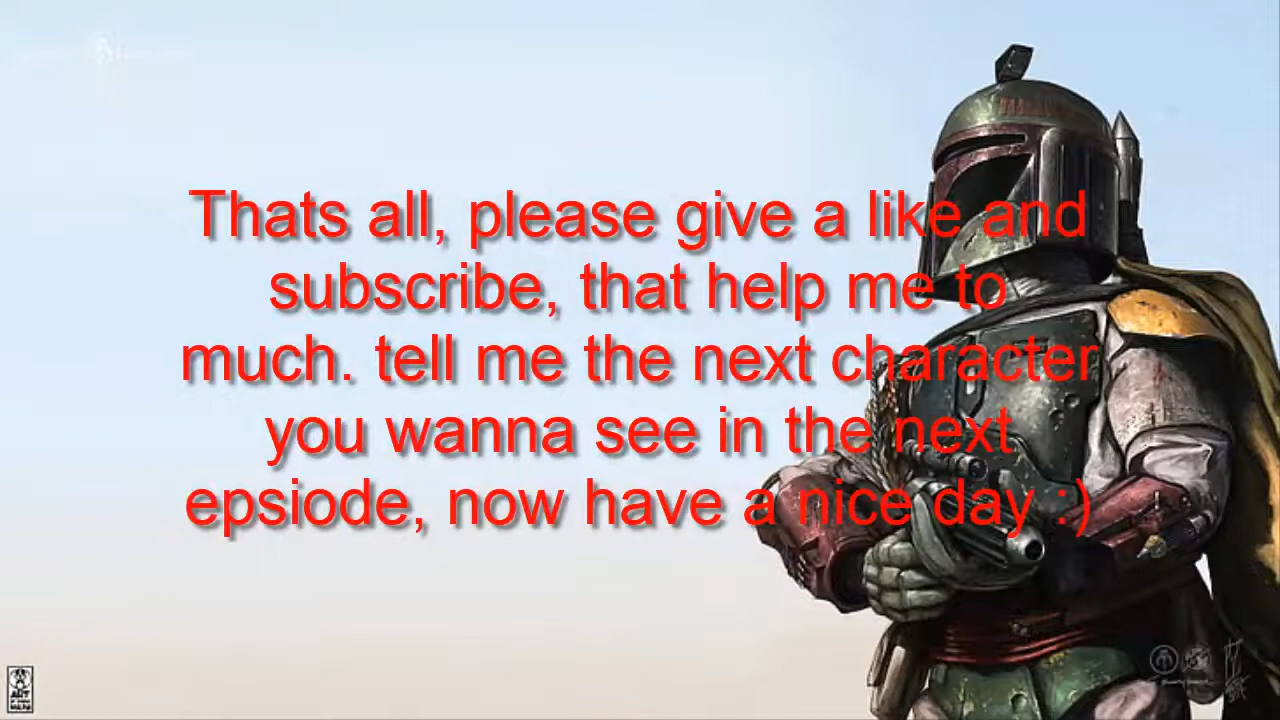 Thats all, please give a like and
subscribe, that help me to
much. tell me the next character
you wanna see in the next
epsiode, now have a nice day :)